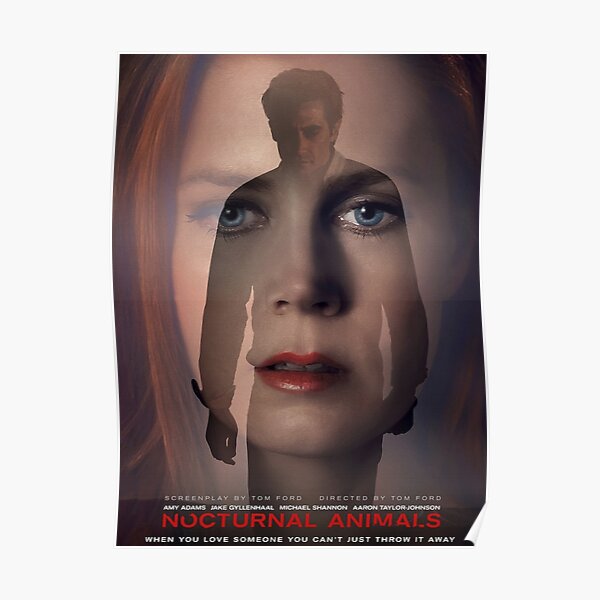 SCREENPLAY BY TOM FORD DIRECTED BY TOM FORD
AMY ADAMS JAKE GYLLENHAAL MICHAEL SHANNON AARON TAYLOR-JOHNSON
NOCTURNAL ANIMALS
WHEN YOU LOVE SOMEONE YOU CAN'T JUST THROW IT AWAY